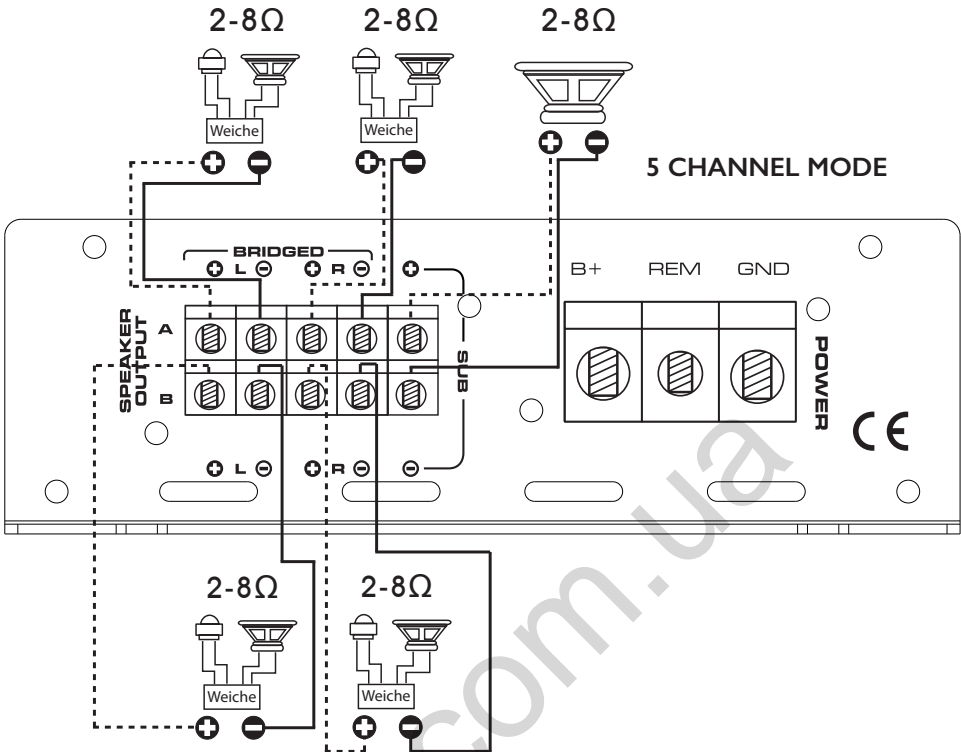 2-8Ω 2-8Ω 2-8Ω
Weiche Weiche
5 CHANNEL MODE
BRIDGED
L R
B+ REM GND
SPEAKER
OUTPUT
A
B
SUB
POWER
CE
L R
2-8Ω 2-8Ω
Weiche Weiche
com.ua